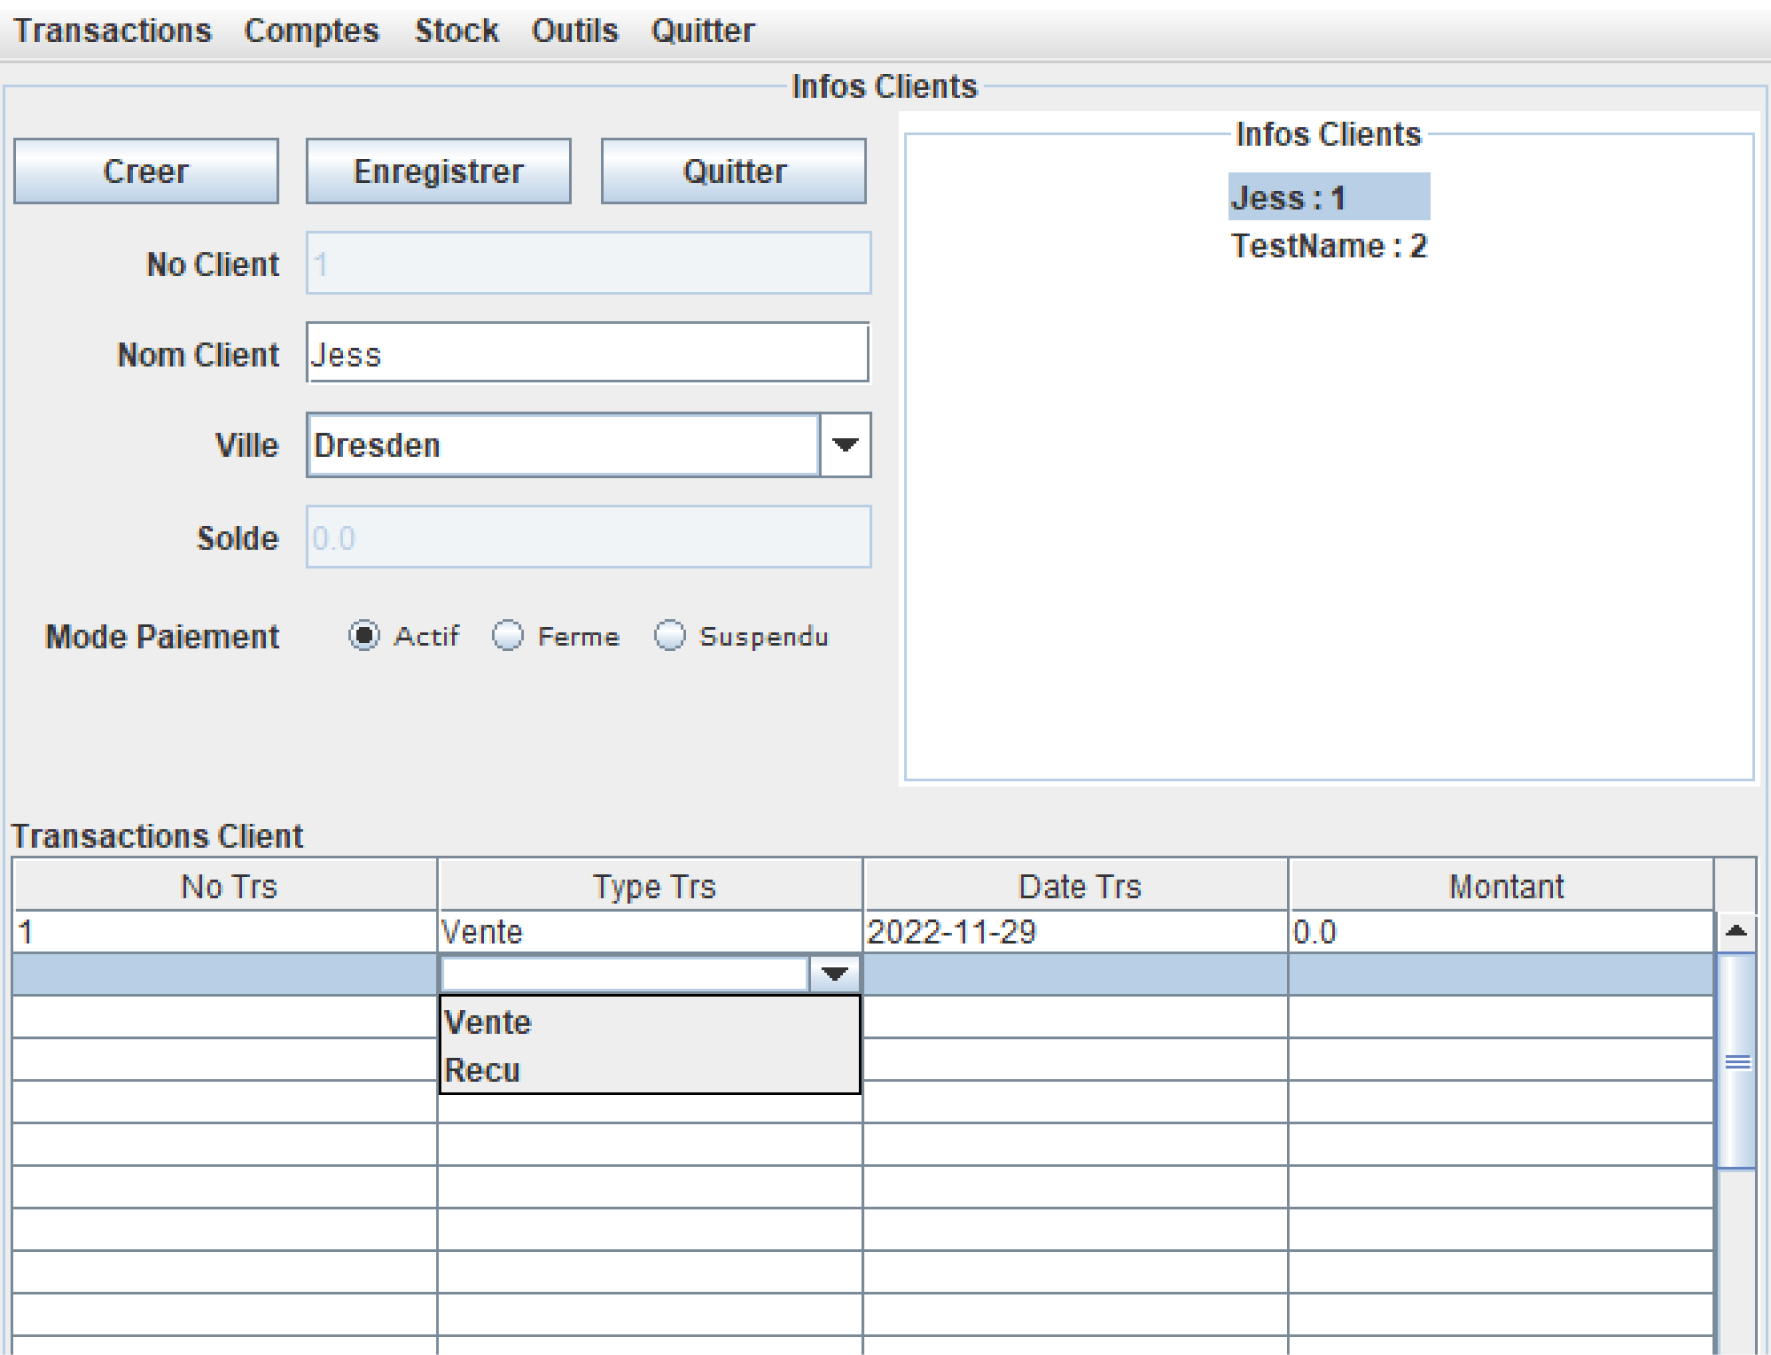 Transactions Comptes Stock Outils Quitter
Infos Clients
Creer Enregistrer Quitter
No Client 1
Nom Client Jess
Ville Dresden
Solde 0.0
Mode Paiement Actif Ferme Suspendu
Infos Clients
Jess : 1
TestName : 2
Transactions Client
No Trs Type Trs Date Trs Montant
1 Vente 2022-11-29 0.0
Vente
Recu